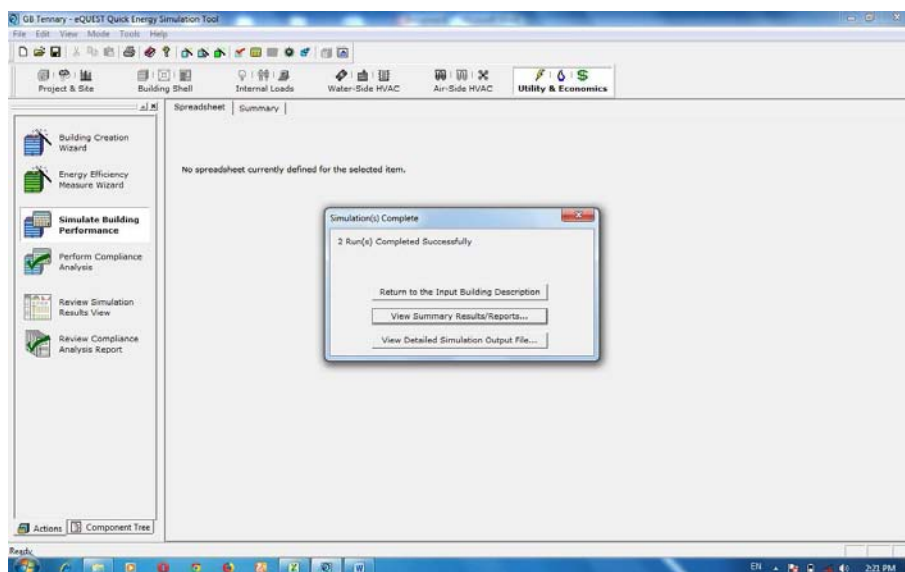 GB Tennary - eQUEST Quick Energy Simulation Tool
File Edit View Mode Tools Help
Project & Site Building Shell Internal Loads Water-Side HVAC Air-Side HVAC Utility & Economics
Spreadsheet Summary
Building Creation
Wizard
No spreadsheet currently defined for the selected item.
Energy Efficiency
Measure Wizard
Simulate Building
Performance
Perform Compliance
Analysis
Review Simulation
Results View
Review Compliance
Analysis Report
Simulation(s) Complete
2 Run(s) Completed Successfully
Return to the Input Building Description
View Summary Results/Reports...
View Detailed Simulation Output File...
Actions Component Tree
Ready
EN 2:21 PM